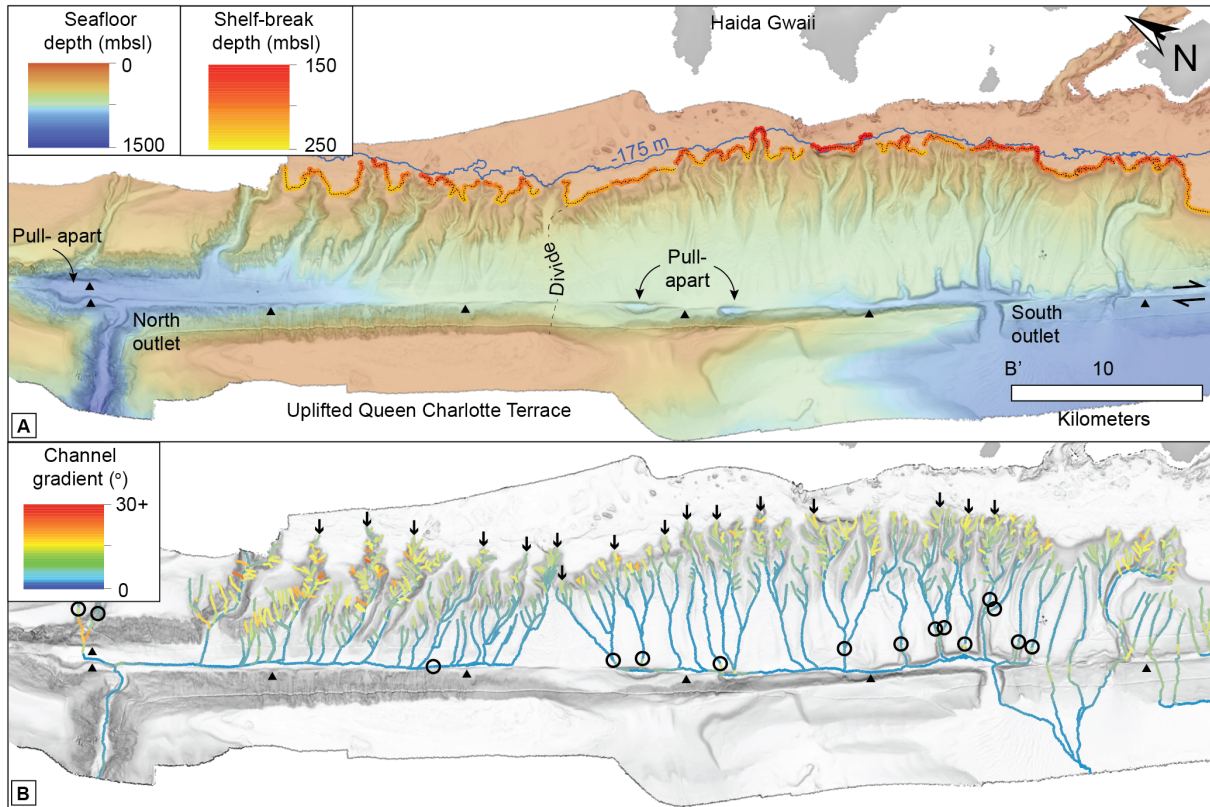 Seafloor
depth (mbsl)
0
1500
Shelf-break
depth (mbsl)
150
250
Haida Gwaii
N
-175 m
Pull- apart
Divide
Pull-
apart
North
outlet
South
outlet
B'
10
Kilometers
Uplifted Queen Charlotte Terrace
A
Channel
gradient (°)
30+
0
B